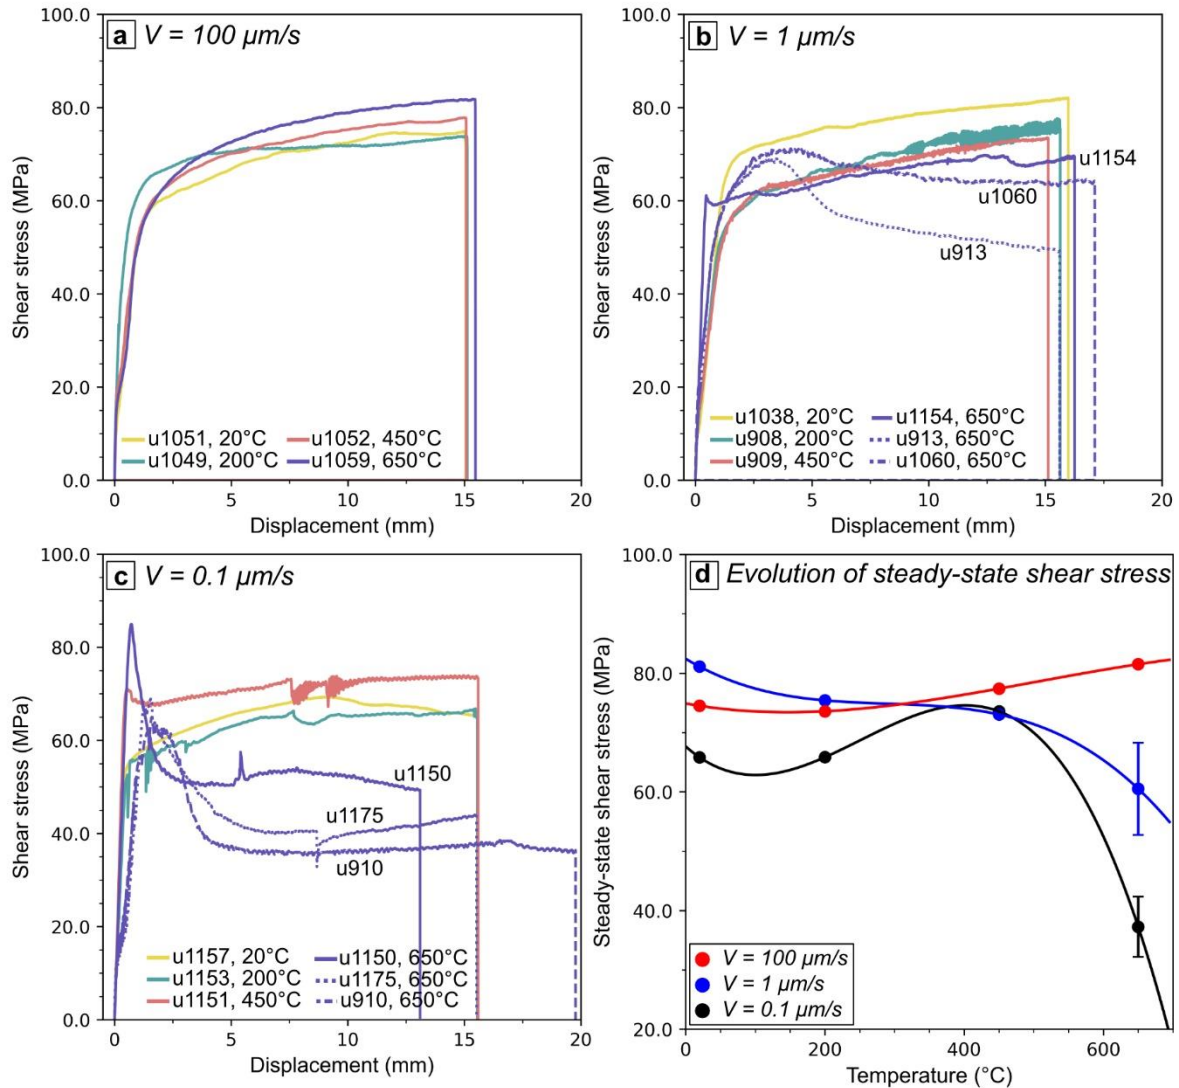 a V = 100 µm/s
100.0
80.0
60.0
40.0
20.0
0.0
Shear stress (MPa)
u1051, 20°C
u1052, 450°C
u1049, 200°C
u1059, 650°C
0 5 10 15 20
Displacement (mm)
b V = 1 µm/s
100.0
80.0
60.0
40.0
20.0
0.0
Shear stress (MPa)
u1154
u1060
u913
u1038, 20°C
u1154, 650°C
u908, 200°C
u913, 650°C
u909, 450°C
u1060, 650°C
0 5 10 15 20
Displacement (mm)
c V = 0.1 µm/s
100.0
80.0
60.0
40.0
20.0
0.0
Shear stress (MPa)
u1150
u1175
u910
u1157, 20°C
u1150, 650°C
u1153, 200°C
u1175, 650°C
u1151, 450°C
u910, 650°C
0 5 10 15 20
Displacement (mm)
d Evolution of steady-state shear stress
100.0
80.0
60.0
40.0
20.0
Steady-state shear stress (MPa)
V = 100 µm/s
V = 1 µm/s
V = 0.1 µm/s
0 200 400 600
Temperature (°C)